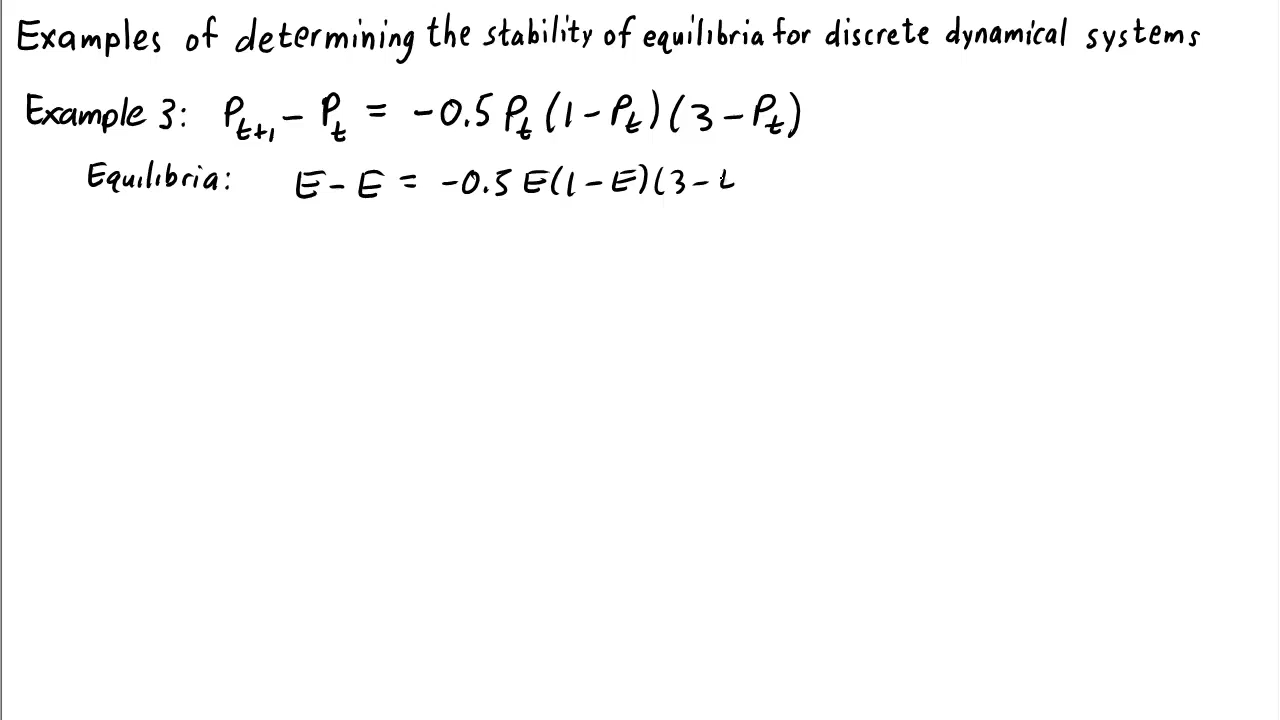 Examples of determining the stability of equilibria for discrete dynamical systems
Example 3: P_{t+1} - P_t = -0.5 P_t (1 - P_t)(3 - P_t)
Equilibria: E - E = -0.5 E(1 - E)(3 -